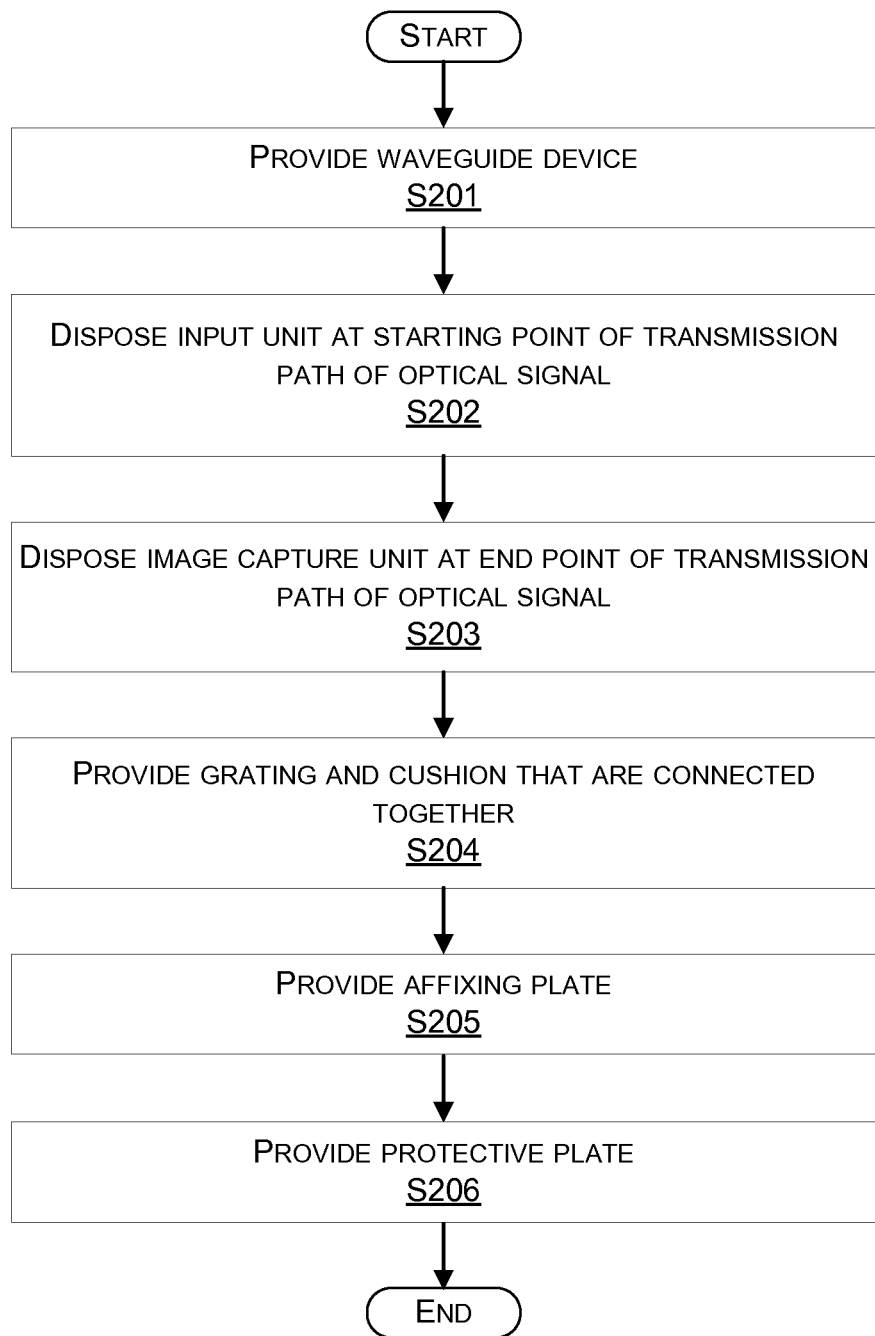 START
PROVIDE WAVEGUIDE DEVICE
S201
DISPOSE INPUT UNIT AT STARTING POINT OF TRANSMISSION
PATH OF OPTICAL SIGNAL
S202
DISPOSE IMAGE CAPTURE UNIT AT END POINT OF TRANSMISSION
PATH OF OPTICAL SIGNAL
S203
PROVIDE GRATING AND CUSHION THAT ARE CONNECTED
TOGETHER
S204
PROVIDE AFFIXING PLATE
S205
PROVIDE PROTECTIVE PLATE
S206
END